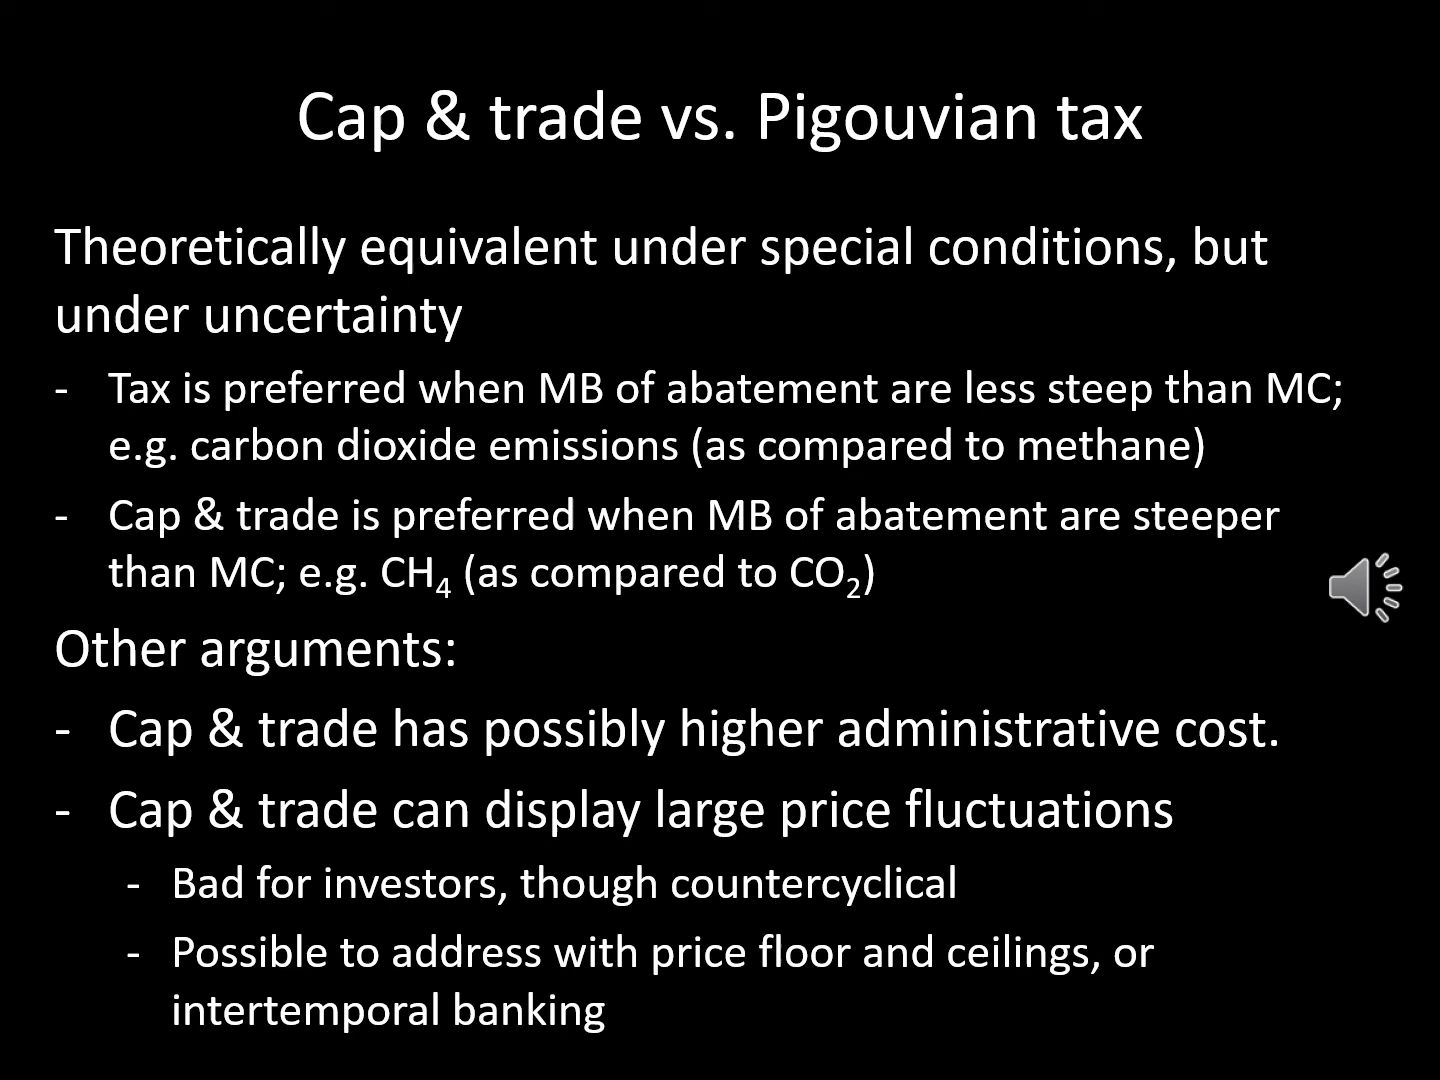 Cap & trade vs. Pigouvian tax
Theoretically equivalent under special conditions, but
under uncertainty
- Tax is preferred when MB of abatement are less steep than MC;
e.g. carbon dioxide emissions (as compared to methane)
- Cap & trade is preferred when MB of abatement are steeper
than MC; e.g. CH₄ (as compared to CO₂)
Other arguments:
- Cap & trade has possibly higher administrative cost.
- Cap & trade can display large price fluctuations
- Bad for investors, though countercyclical
- Possible to address with price floor and ceilings, or
intertemporal banking